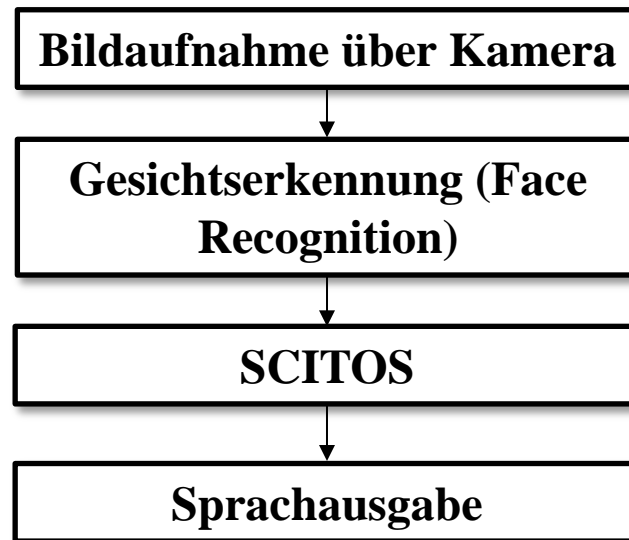 Bildaufnahme über Kamera
Gesichtserkennung (Face
Recognition)
SCITOS
Sprachausgabe